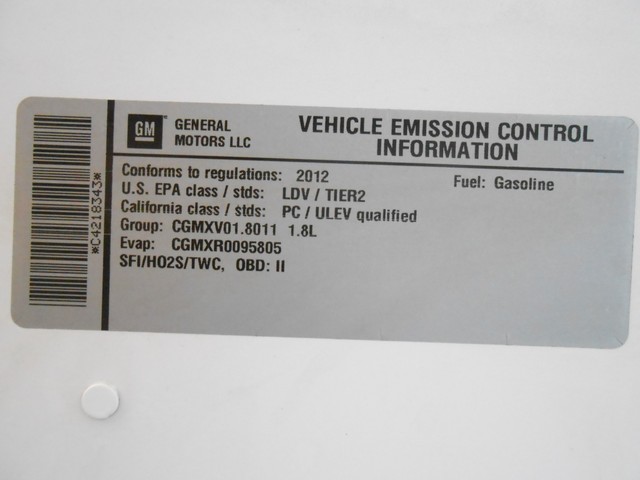 *C4218343*
GM GENERAL MOTORS LLC
VEHICLE EMISSION CONTROL
INFORMATION
Conforms to regulations: 2012 Fuel: Gasoline
U.S. EPA class / stds: LDV / TIER2
California class / stds: PC / ULEV qualified
Group: CGMXV01.8011 1.8L
Evap: CGMXR0095805
SFI/HO2S/TWC, OBD: II